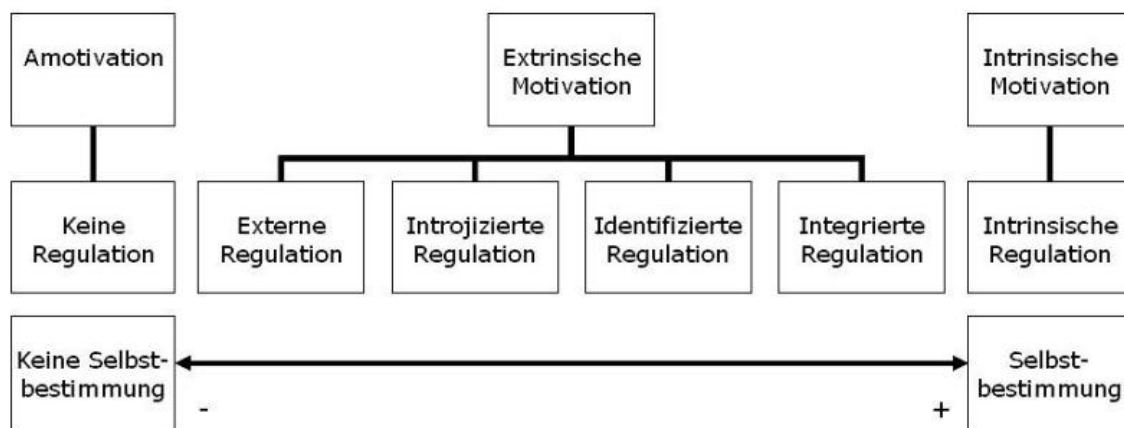 Amotivation
Extrinsische
Motivation
Intrinsische
Motivation
Keine
Regulation
Externe
Regulation
Introjizierte
Regulation
Identifizierte
Regulation
Integrierte
Regulation
Intrinsische
Regulation
Keine Selbst-
bestimmung
-
+
Selbst-
bestimmung